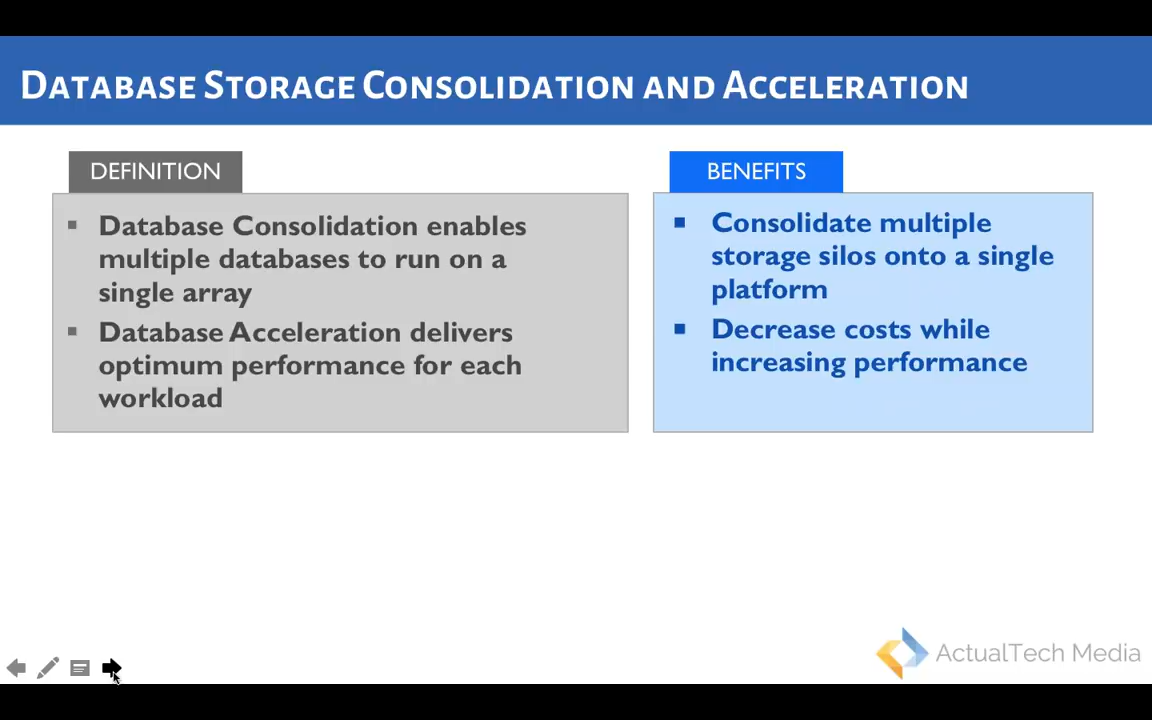 DATABASE STORAGE CONSOLIDATION AND ACCELERATION
DEFINITION
▪ Database Consolidation enables
multiple databases to run on a
single array
▪ Database Acceleration delivers
optimum performance for each
workload
BENEFITS
▪ Consolidate multiple
storage silos onto a single
platform
▪ Decrease costs while
increasing performance
ActualTech Media